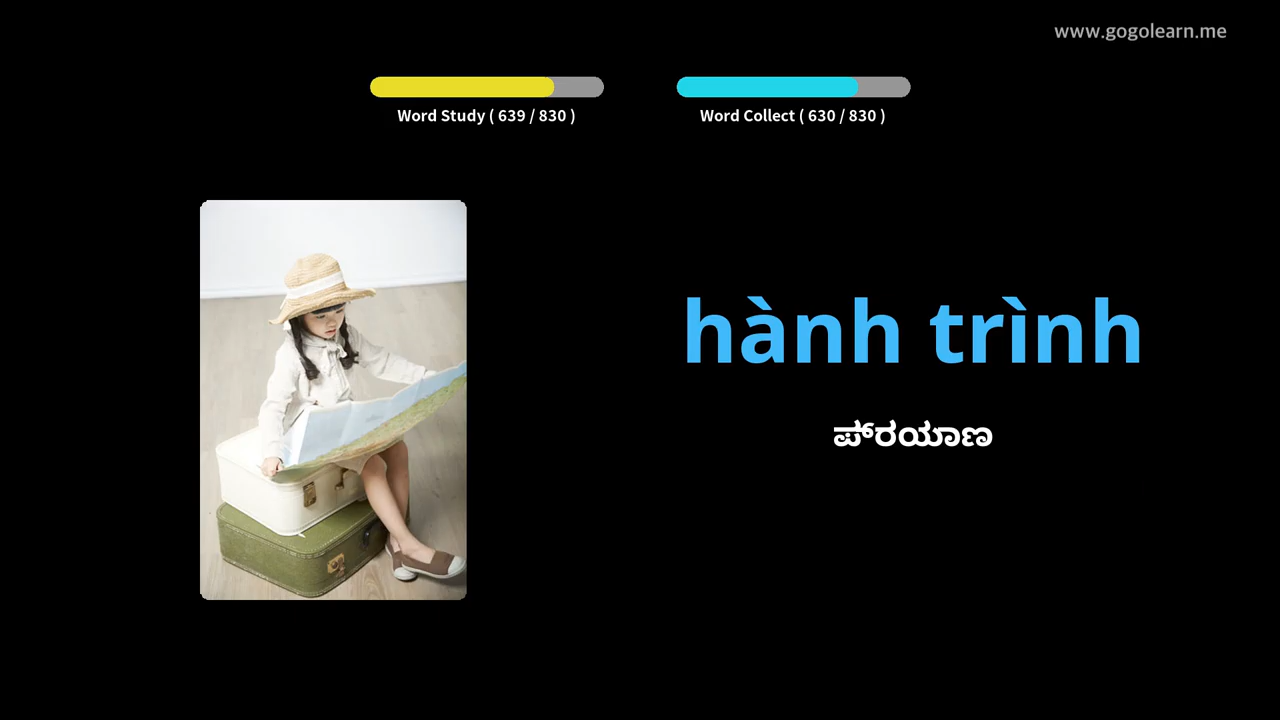 www.gogolearn.me
Word Study ( 639 / 830 )
Word Collect ( 630 / 830 )
hành trình
ಪ್ರಯಾಣ